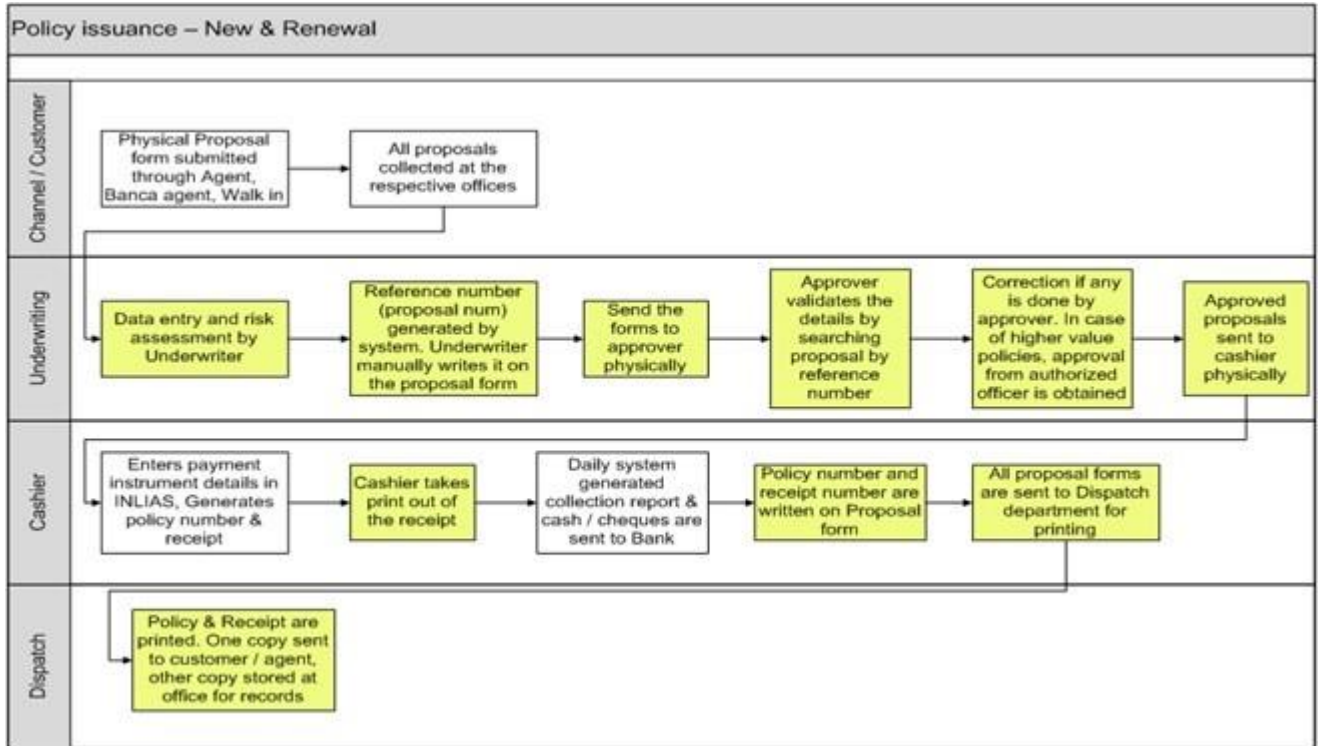 Policy issuance – New & Renewal
Channel / Customer
Physical Proposal
form submitted
through Agent,
Banca agent, Walk in
All proposals
collected at the
respective offices
Underwriting
Data entry and risk
assessment by
Underwriter
Reference number
(proposal num)
generated by
system. Underwriter
manually writes it on
the proposal form
Send the
forms to
approver
physically
Approver
validates the
details by
searching
proposal by
reference
number
Correction if any
is done by
approver. In case
of higher value
policies, approval
from authorized
officer is obtained
Approved
proposals
sent to
cashier
physically
Cashier
Enters payment
instrument details in
INLIAS, Generates
policy number &
receipt
Cashier takes
print out of
the receipt
Daily system
generated
collection report &
cash / cheques are
sent to Bank
Policy number and
receipt number are
written on Proposal
form
All proposal forms
are sent to Dispatch
department for
printing
Dispatch
Policy & Receipt are
printed. One copy sent
to customer / agent,
other copy stored at
office for records